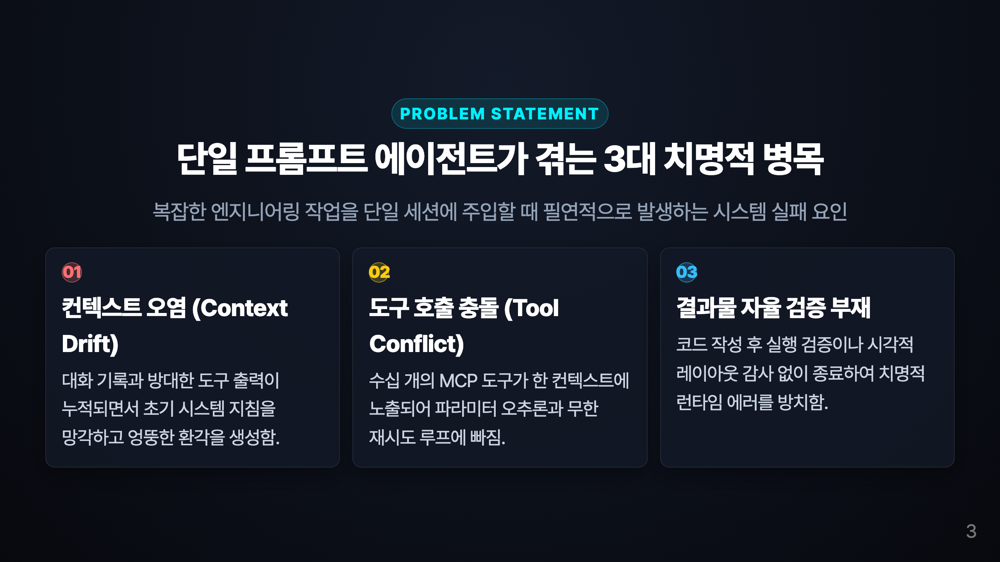 PROBLEM STATEMENT
단일 프롬프트 에이전트가 겪는 3대 치명적 병목
복잡한 엔지니어링 작업을 단일 세션에 주입할 때 필연적으로 발생하는 시스템 실패 요인
01
컨텍스트 오염 (Context
Drift)
대화 기록과 방대한 도구 출력이
누적되면서 초기 시스템 지침을
망각하고 엉뚱한 환각을 생성함.
02
도구 호출 충돌 (Tool
Conflict)
수십 개의 MCP 도구가 한 컨텍스트에
노출되어 파라미터 오추론과 무한
재시도 루프에 빠짐.
03
결과물 자율 검증 부재
코드 작성 후 실행 검증이나 시각적
레이아웃 감사 없이 종료하여 치명적
런타임 에러를 방치함.
3